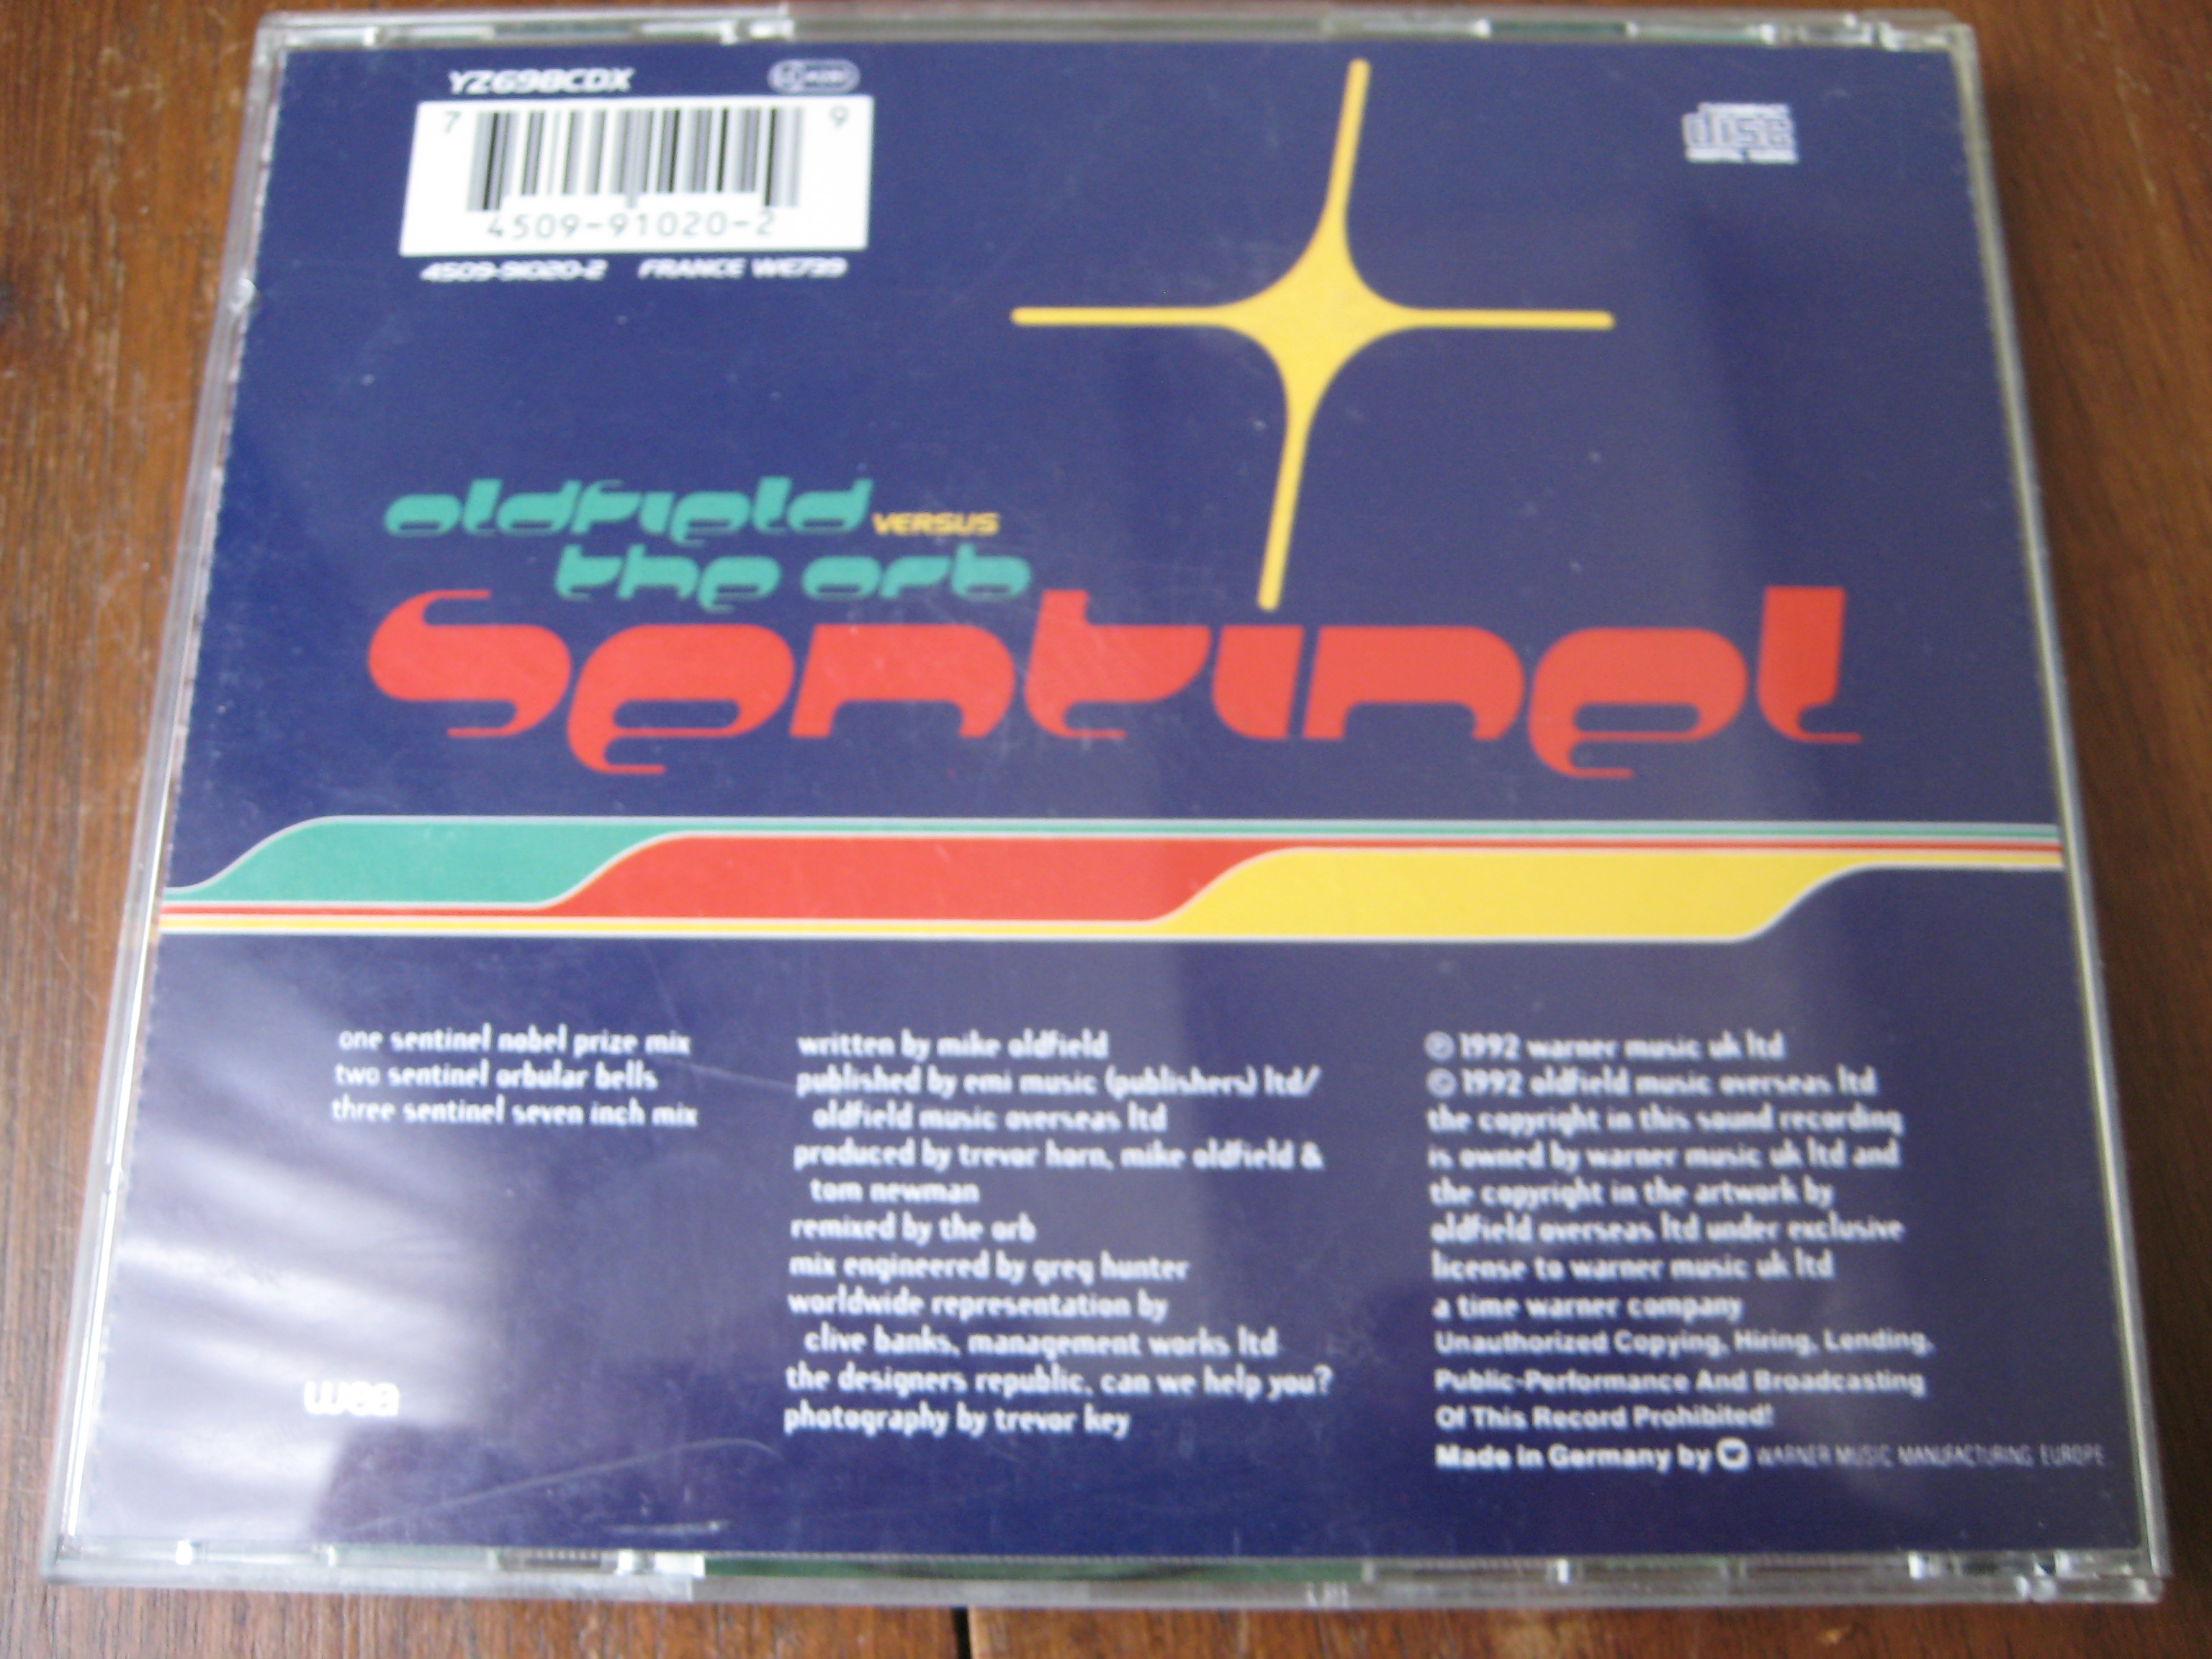 YZ698CDX
7 9
4509-91020-2
4509-91020-2 FRANCE WE739
disc
oldfield VERSUS
the orb
sentinel
one sentinel nobel prize mix
two sentinel orbular bells
three sentinel seven inch mix
wea
written by mike oldfield
published by emi music (publishers) ltd/
oldfield music overseas ltd
produced by trevor horn, mike oldfield &
tom newman
remixed by the orb
mix engineered by greg hunter
worldwide representation by
clive banks, management works ltd
the designers republic, can we help you?
photography by trevor key
℗ 1992 warner music uk ltd
© 1992 oldfield music overseas ltd
the copyright in this sound recording
is owned by warner music uk ltd and
the copyright in the artwork by
oldfield overseas ltd under exclusive
license to warner music uk ltd
a time warner company
Unauthorized Copying, Hiring, Lending,
Public-Performance And Broadcasting
Of This Record Prohibited!
Made in Germany by WARNER MUSIC MANUFACTURING EUROPE